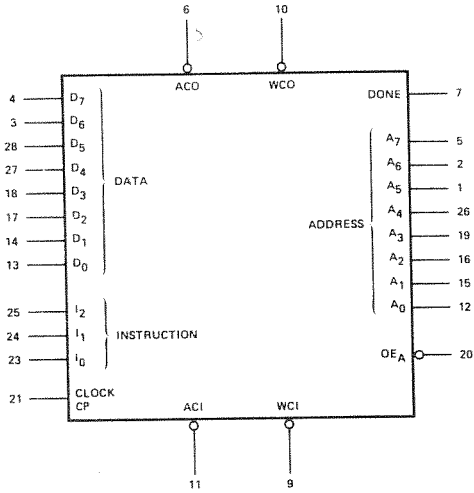 6 10
ACO WCO
4 D7 DONE 7
3 D6
28 D5 A7 5
27 D4 A6 2
18 D3 DATA A5 1
17 D2 ADDRESS A4 26
14 D1 A3 19
13 D0 A2 16
A1 15
25 I2 A0 12
24 I1 INSTRUCTION
23 I0 OEA 20
21 CLOCK
CP
ACI WCI
11 9